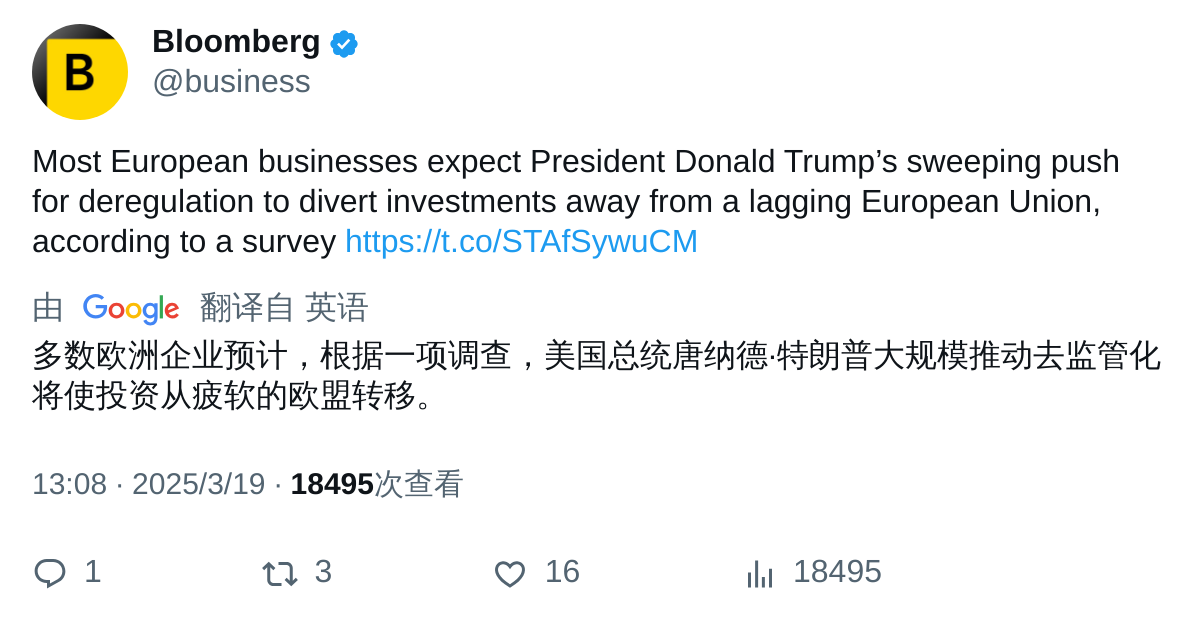 B
Bloomberg
@business
Most European businesses expect President Donald Trump’s sweeping push
for deregulation to divert investments away from a lagging European Union,
according to a survey https://t.co/STAfSywuCM
由 Google 翻译自 英语
多数欧洲企业预计，根据一项调查，美国总统唐纳德·特朗普大规模推动去监管化
将使投资从疲软的欧盟转移。
13:08 · 2025/3/19 · 18495次查看
1 3 16 18495